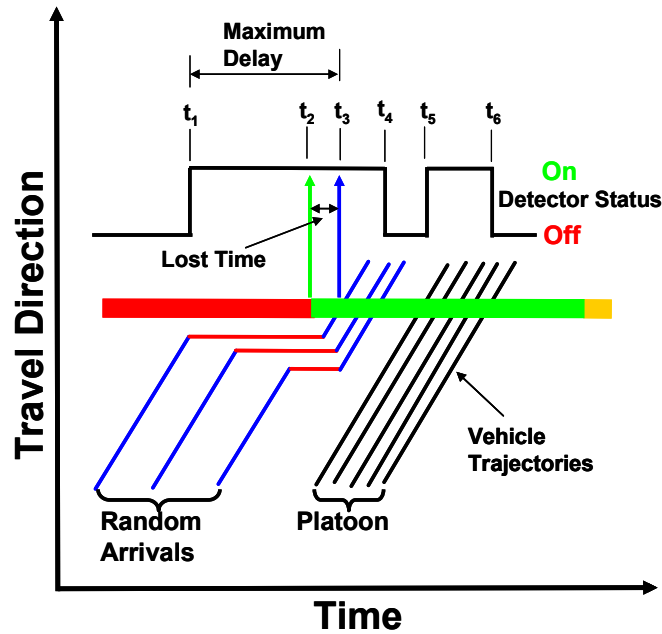 Maximum
Delay
t1
t2
t3
t4
t5
t6
On
Detector Status
Off
Lost Time
Travel Direction
Vehicle
Trajectories
Random
Arrivals
Platoon
Time